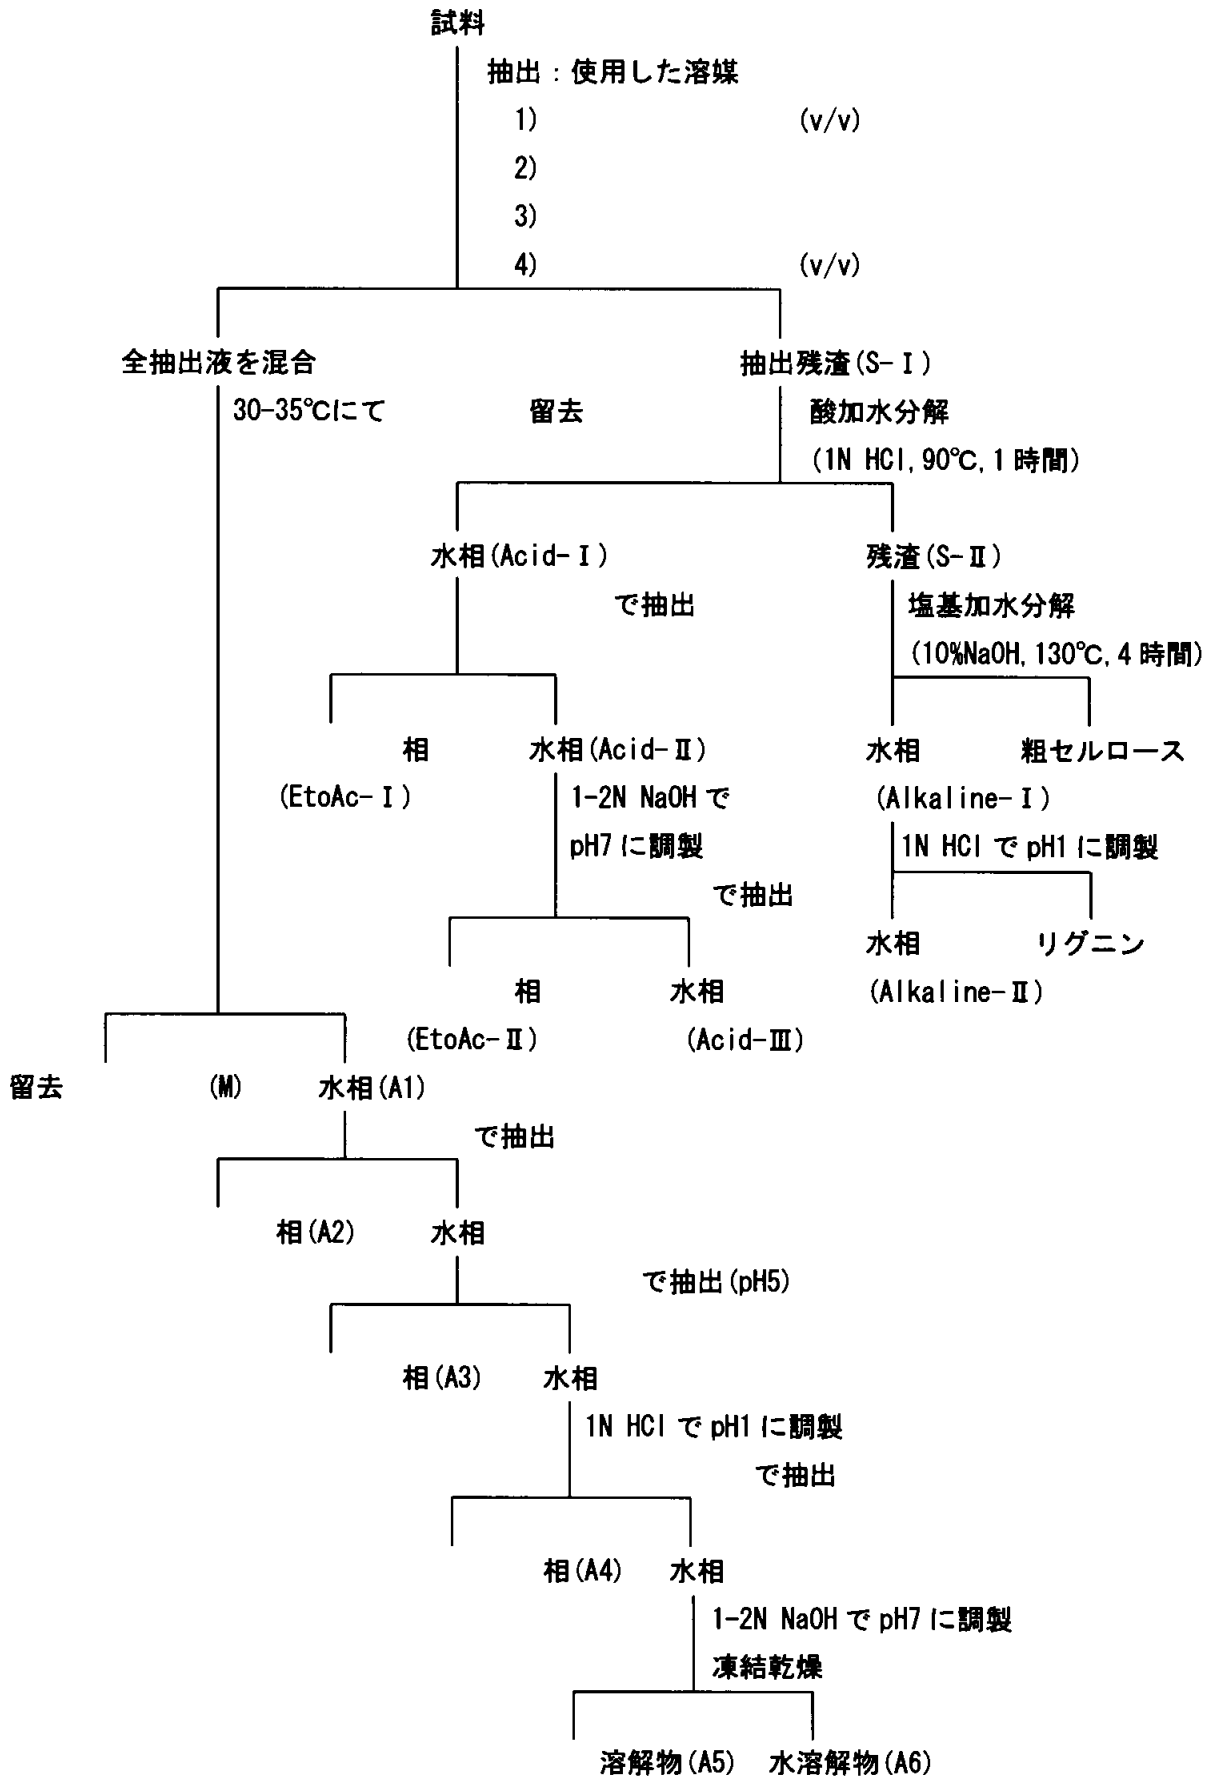 試料
抽出：使用した溶媒
1) (v/v)
2)
3)
4) (v/v)
全抽出液を混合 抽出残渣(S-Ⅰ)
30-35℃にて 留去 酸加水分解
(1N HCl, 90℃, 1時間)
水相(Acid-Ⅰ) 残渣(S-Ⅱ)
で抽出 塩基加水分解
(10%NaOH, 130℃, 4時間)
相 水相(Acid-Ⅱ) 水相 粗セルロース
(EtoAc-Ⅰ) 1-2N NaOHで (Alkaline-Ⅰ)
pH7に調製 1N HClでpH1に調製
で抽出
水相 リグニン
相 水相 (Alkaline-Ⅱ)
(EtoAc-Ⅱ) (Acid-Ⅲ)
留去 (M) 水相(A1)
で抽出
相(A2) 水相
で抽出(pH5)
相(A3) 水相
1N HClでpH1に調製
で抽出
相(A4) 水相
1-2N NaOHでpH7に調製
凍結乾燥
溶解物(A5) 水溶解物(A6)